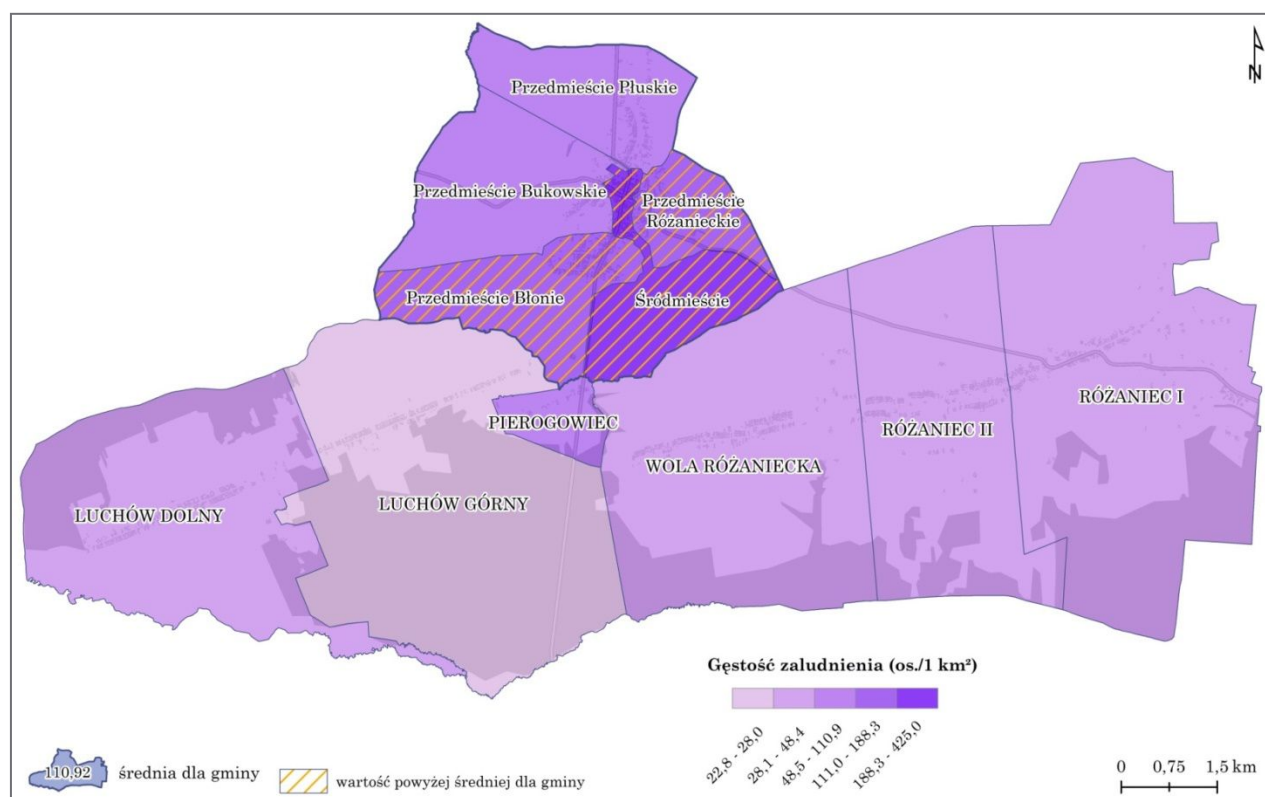 N
Przedmieście Płuskie
Przedmieście Bukowskie
Przedmieście
Różanieckie
Przedmieście Błonie
Śródmieście
RÓŻANIEC I
PIEROGOWIEC
RÓŻANIEC II
WOLA RÓŻANIECKA
LUCHÓW GÓRNY
LUCHÓW DOLNY
Gęstość zaludnienia (os./1 km²)
22,8 - 28,0
28,1 - 48,4
48,5 - 110,9
111,0 - 188,3
188,3 - 425,0
110,92
średnia dla gminy
wartość powyżej średniej dla gminy
0 0,75 1,5 km